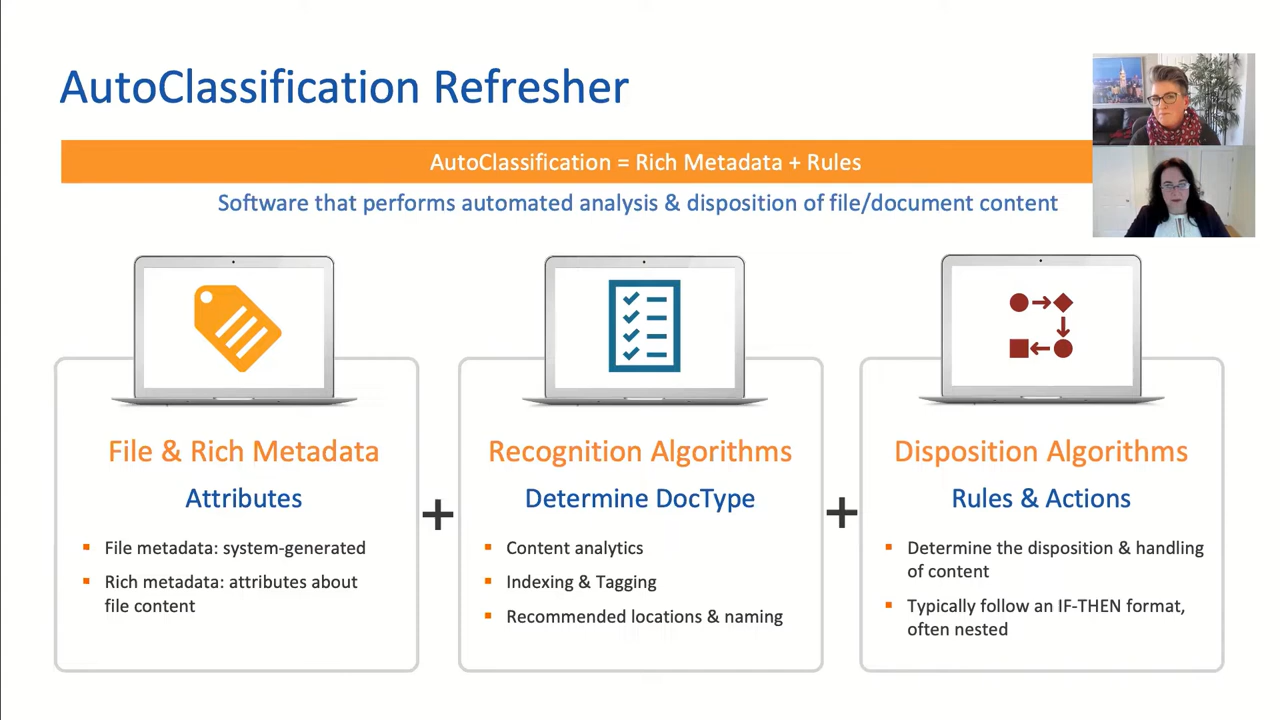 AutoClassification Refresher
AutoClassification = Rich Metadata + Rules
Software that performs automated analysis & disposition of file/document content
File & Rich Metadata
Attributes
File metadata: system-generated
Rich metadata: attributes about
file content
+
Recognition Algorithms
Determine DocType
Content analytics
Indexing & Tagging
Recommended locations & naming
+
Disposition Algorithms
Rules & Actions
Determine the disposition & handling
of content
Typically follow an IF-THEN format,
often nested